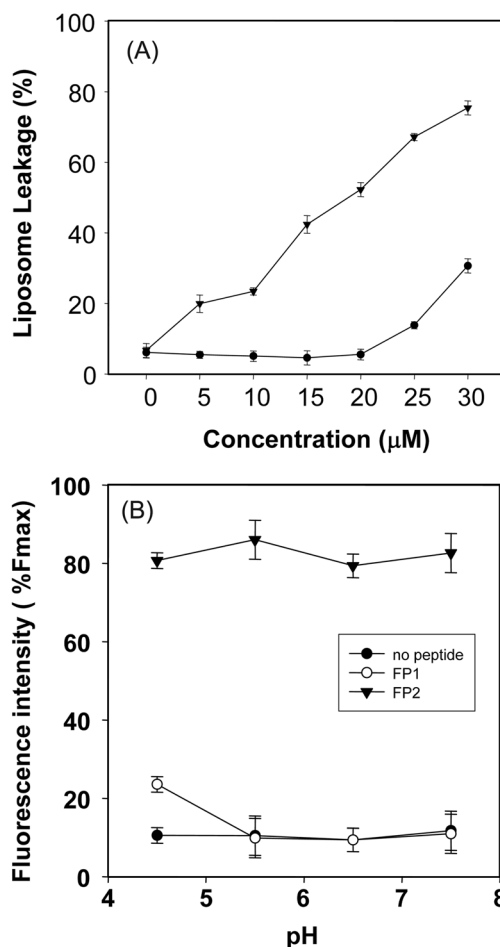 (A)
Liposome Leakage (%)
100
80
60
40
20
0
0 5 10 15 20 25 30
Concentration (μM)
(B)
Fluorescence intensity ( %Fmax)
100
80
60
40
20
0
no peptide
FP1
FP2
4 5 6 7 8
pH